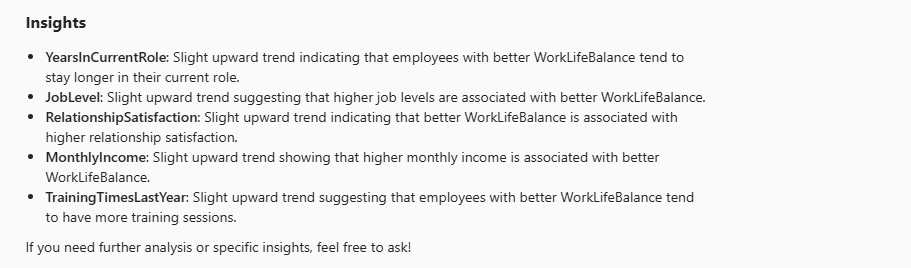 Insights
• YearsInCurrentRole: Slight upward trend indicating that employees with better WorkLifeBalance tend to
stay longer in their current role.
• JobLevel: Slight upward trend suggesting that higher job levels are associated with better WorkLifeBalance.
• RelationshipSatisfaction: Slight upward trend indicating that better WorkLifeBalance is associated with
higher relationship satisfaction.
• MonthlyIncome: Slight upward trend showing that higher monthly income is associated with better
WorkLifeBalance.
• TrainingTimesLastYear: Slight upward trend suggesting that employees with better WorkLifeBalance tend
to have more training sessions.
If you need further analysis or specific insights, feel free to ask!